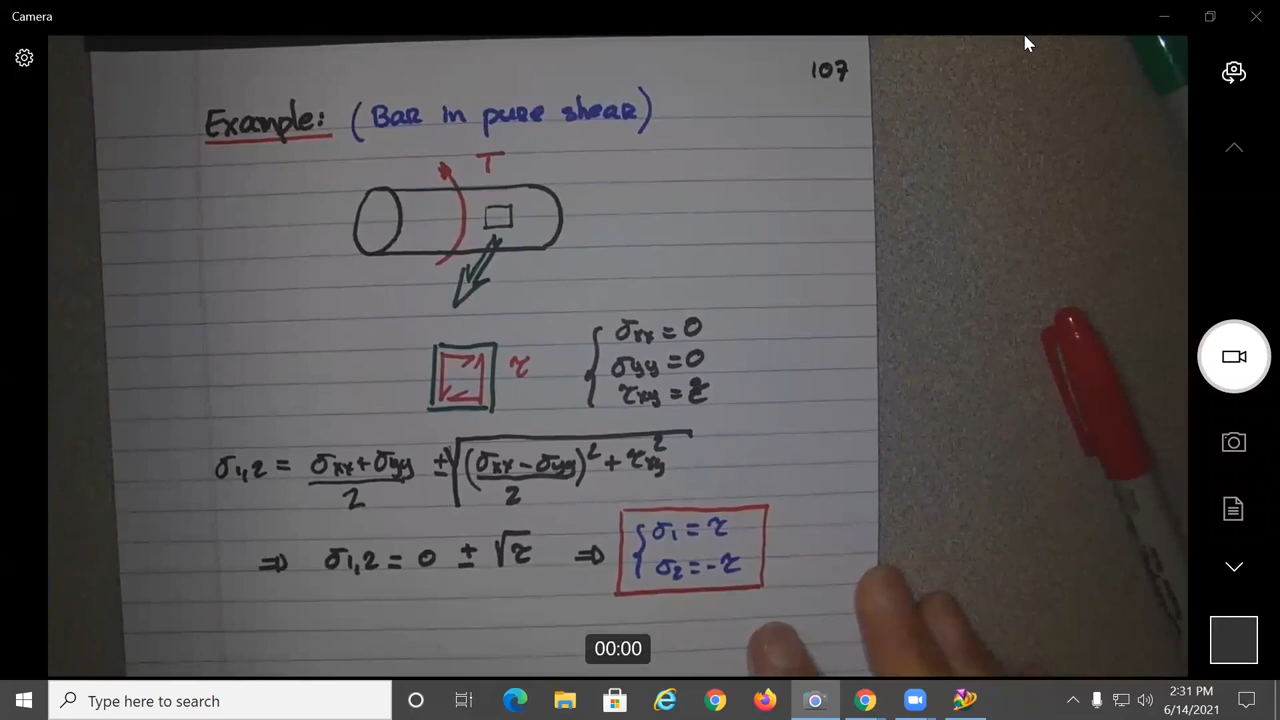 Camera
107
Example: (Bar in pure shear)
T
τ
σxx = 0
σyy = 0
τxy = τ
σ1,2 = σxx + σyy / 2 ± √(σxx - σyy / 2)² + τxy²
⇒ σ1,2 = 0 ± √τ ⇒ { σ1 = τ
σ2 = -τ
00:00
Type here to search
2:31 PM
6/14/2021